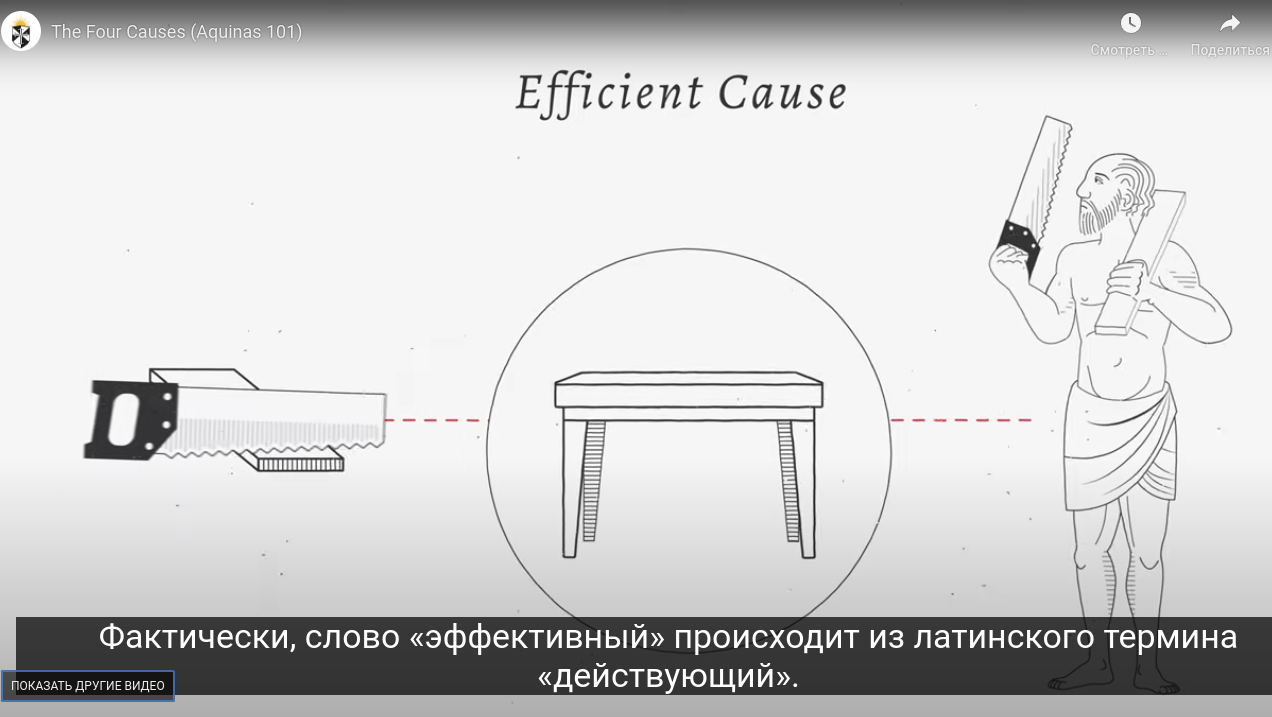 The Four Causes (Aquinas 101)
Смотреть ...
Поделиться
Efficient Cause
Фактически, слово «эффективный» происходит из латинского термина
«действующий».
ПОКАЗАТЬ ДРУГИЕ ВИДЕО